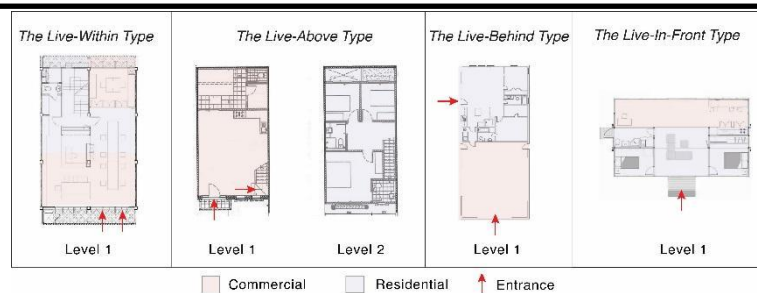 The Live-Within Type
The Live-Above Type
The Live-Behind Type
The Live-In-Front Type
Level 1
Level 1
Level 2
Level 1
Level 1
Commercial
Residential
Entrance